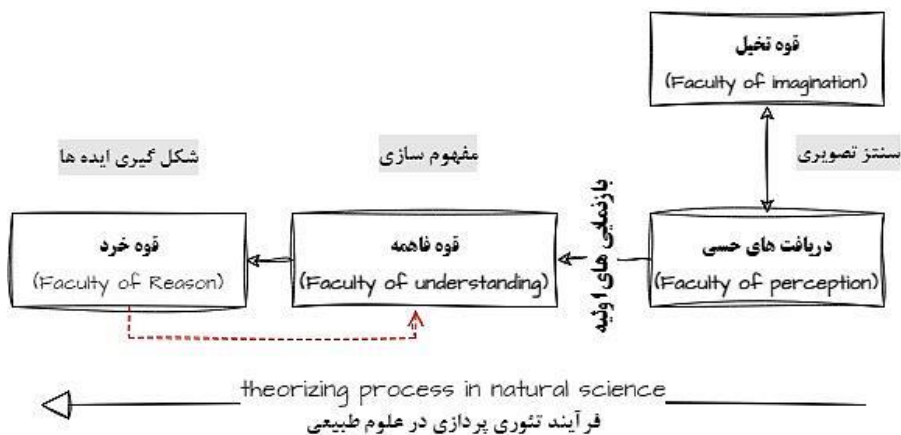 قوه تخیل
(Faculty of imagination)
شکل گیری ایده ها
مفهوم سازی
سنتز تصویری
قوه خرد
(Faculty of Reason)
قوه فاهمه
(Faculty of understanding)
بازنمایی های اولیه
دریافت های حسی
(Faculty of perception)
theorizing process in natural science
فرآیند تئوری پردازی در علوم طبیعی